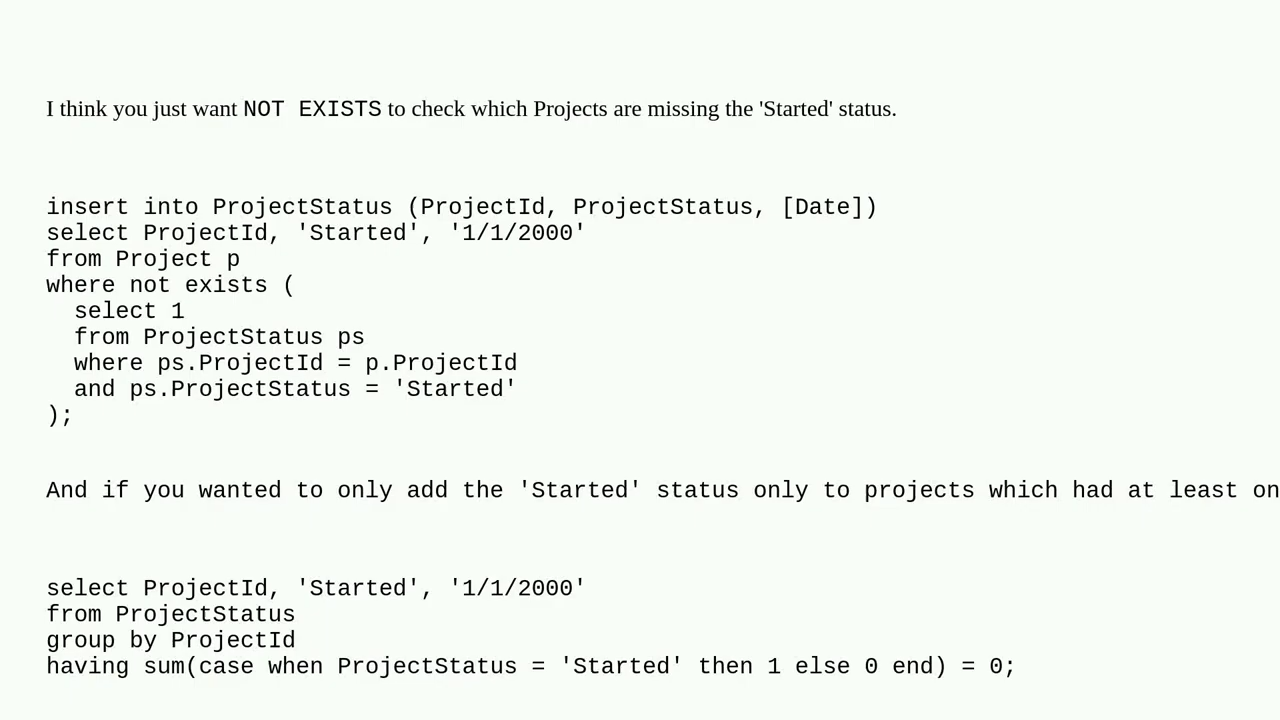 I think you just want NOT EXISTS to check which Projects are missing the 'Started' status.
insert into ProjectStatus (ProjectId, ProjectStatus, [Date])
select ProjectId, 'Started', '1/1/2000'
from Project p
where not exists (
  select 1
  from ProjectStatus ps
  where ps.ProjectId = p.ProjectId
  and ps.ProjectStatus = 'Started'
);
And if you wanted to only add the 'Started' status only to projects which had at least on
select ProjectId, 'Started', '1/1/2000'
from ProjectStatus
group by ProjectId
having sum(case when ProjectStatus = 'Started' then 1 else 0 end) = 0;